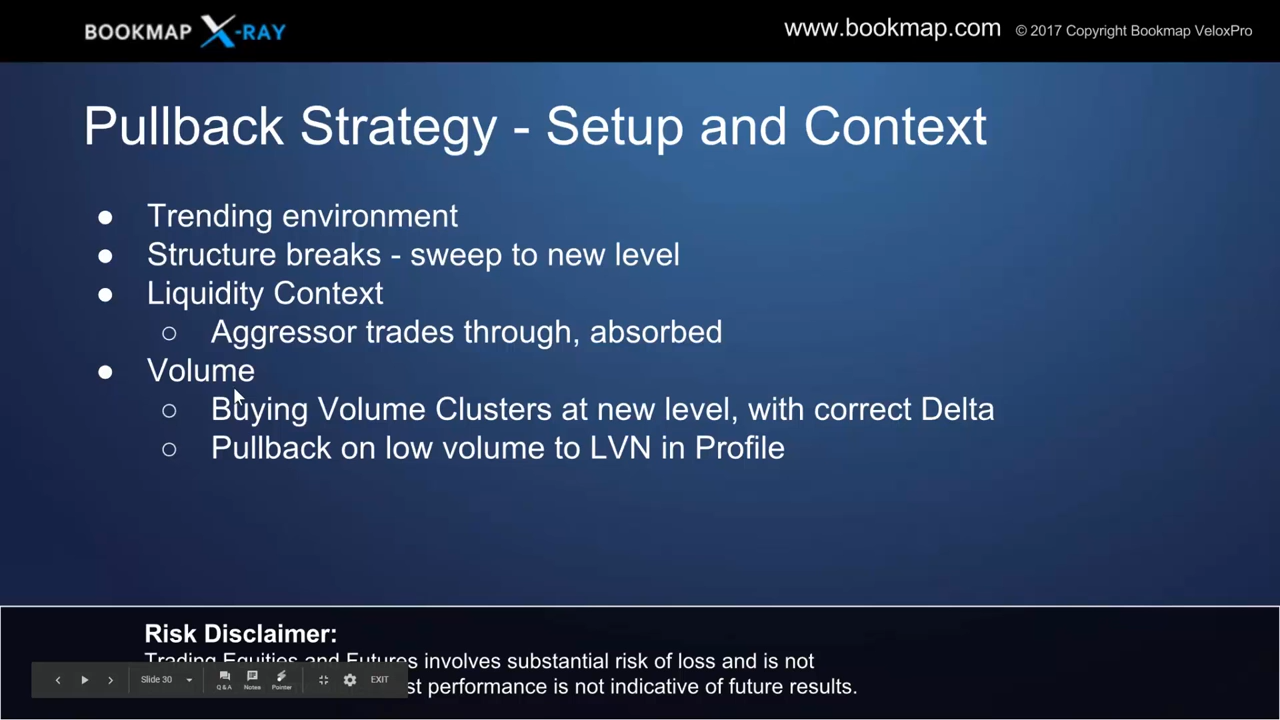 BOOKMAP X-RAY
www.bookmap.com © 2017 Copyright Bookmap VeloxPro
Pullback Strategy - Setup and Context
● Trending environment
● Structure breaks - sweep to new level
● Liquidity Context
○ Aggressor trades through, absorbed
● Volume
○ Buying Volume Clusters at new level, with correct Delta
○ Pullback on low volume to LVN in Profile
Risk Disclaimer:
Trading Equities and Futures involves substantial risk of loss and is not
performance is not indicative of future results.
Slide 30
Q & A
Notes
Pointer
EXIT